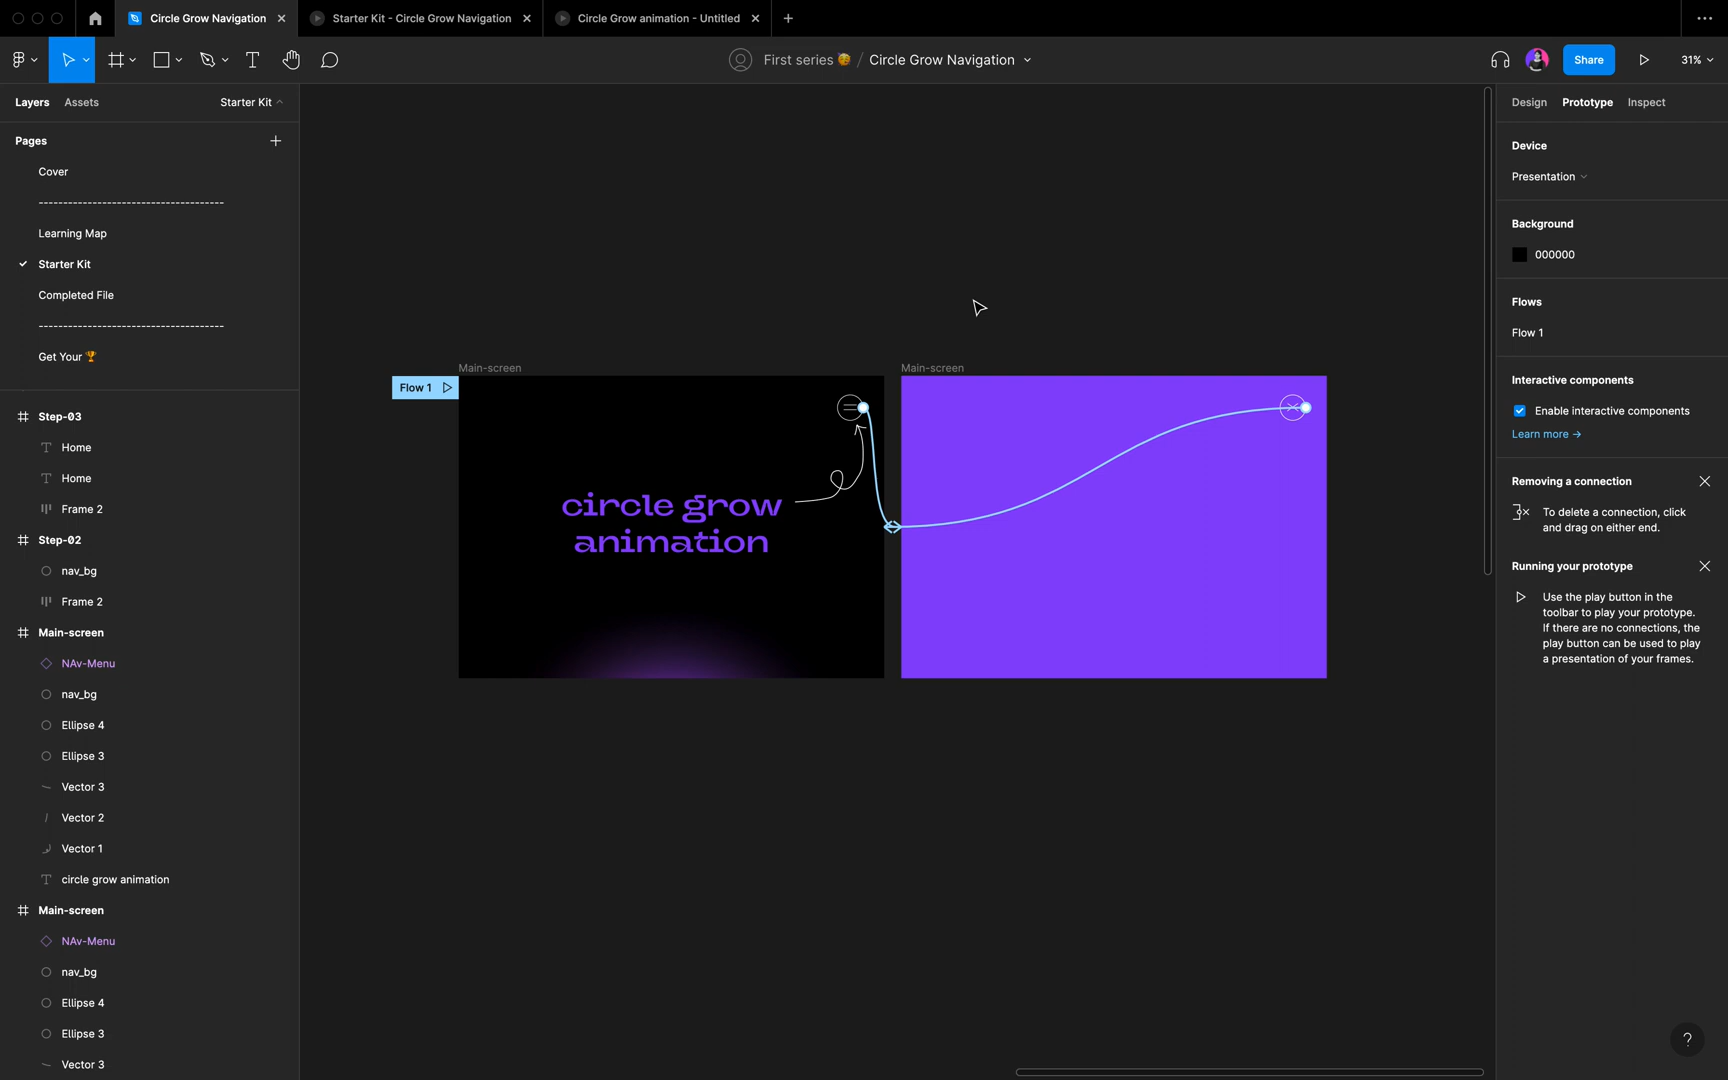 Circle Grow Navigation
Starter Kit - Circle Grow Navigation
Circle Grow animation - Untitled
First series 🥳 / Circle Grow Navigation
Share
31%
Layers
Assets
Starter Kit
Pages
Cover
--------------------------------------
Learning Map
Starter Kit
Completed File
--------------------------------------
Get Your 🏆
Step-03
Home
Home
Frame 2
Step-02
nav_bg
Frame 2
Main-screen
NAv-Menu
nav_bg
Ellipse 4
Ellipse 3
Vector 3
Vector 2
Vector 1
circle grow animation
Main-screen
NAv-Menu
nav_bg
Ellipse 4
Ellipse 3
Vector 3
Main-screen
Main-screen
Flow 1
circle grow
animation
Design
Prototype
Inspect
Device
Presentation
Background
000000
Flows
Flow 1
Interactive components
Enable interactive components
Learn more →
Removing a connection
To delete a connection, click
and drag on either end.
Running your prototype
Use the play button in the
toolbar to play your prototype.
If there are no connections, the
play button can be used to play
a presentation of your frames.
?